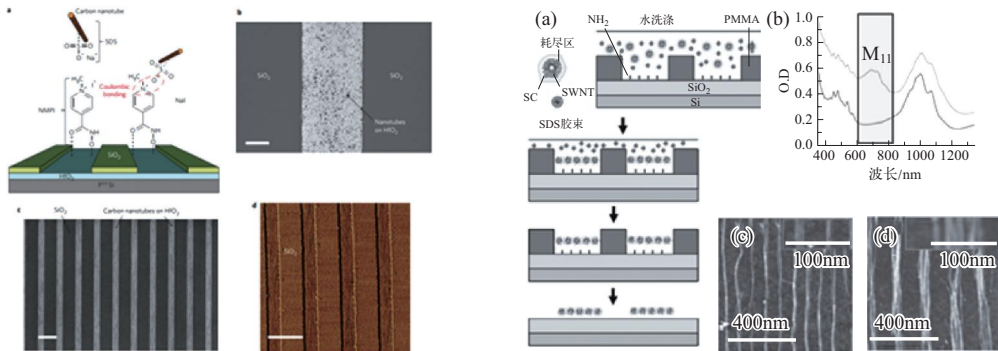 a
Carbon nanotube
SDS
Na⁺
H₃C
H₃C
Coulombic
bonding
NMPI
NaI
SiO₂
HfO₂
P⁺⁺ Si
b
SiO₂
SiO₂
Nanotubes
on HfO₂
c
SiO₂
Carbon nanotubes on HfO₂
d
SiO₂
(a)
NH₂
水洗涤
PMMA
耗尽区
SC
SWNT
SiO₂
Si
SDS胶束
(b)
O.D
1.0
0.8
0.6
0.4
0.2
0.0
M₁₁
400
600
800
1000
1200
波长/nm
(c)
100nm
400nm
(d)
100nm
400nm